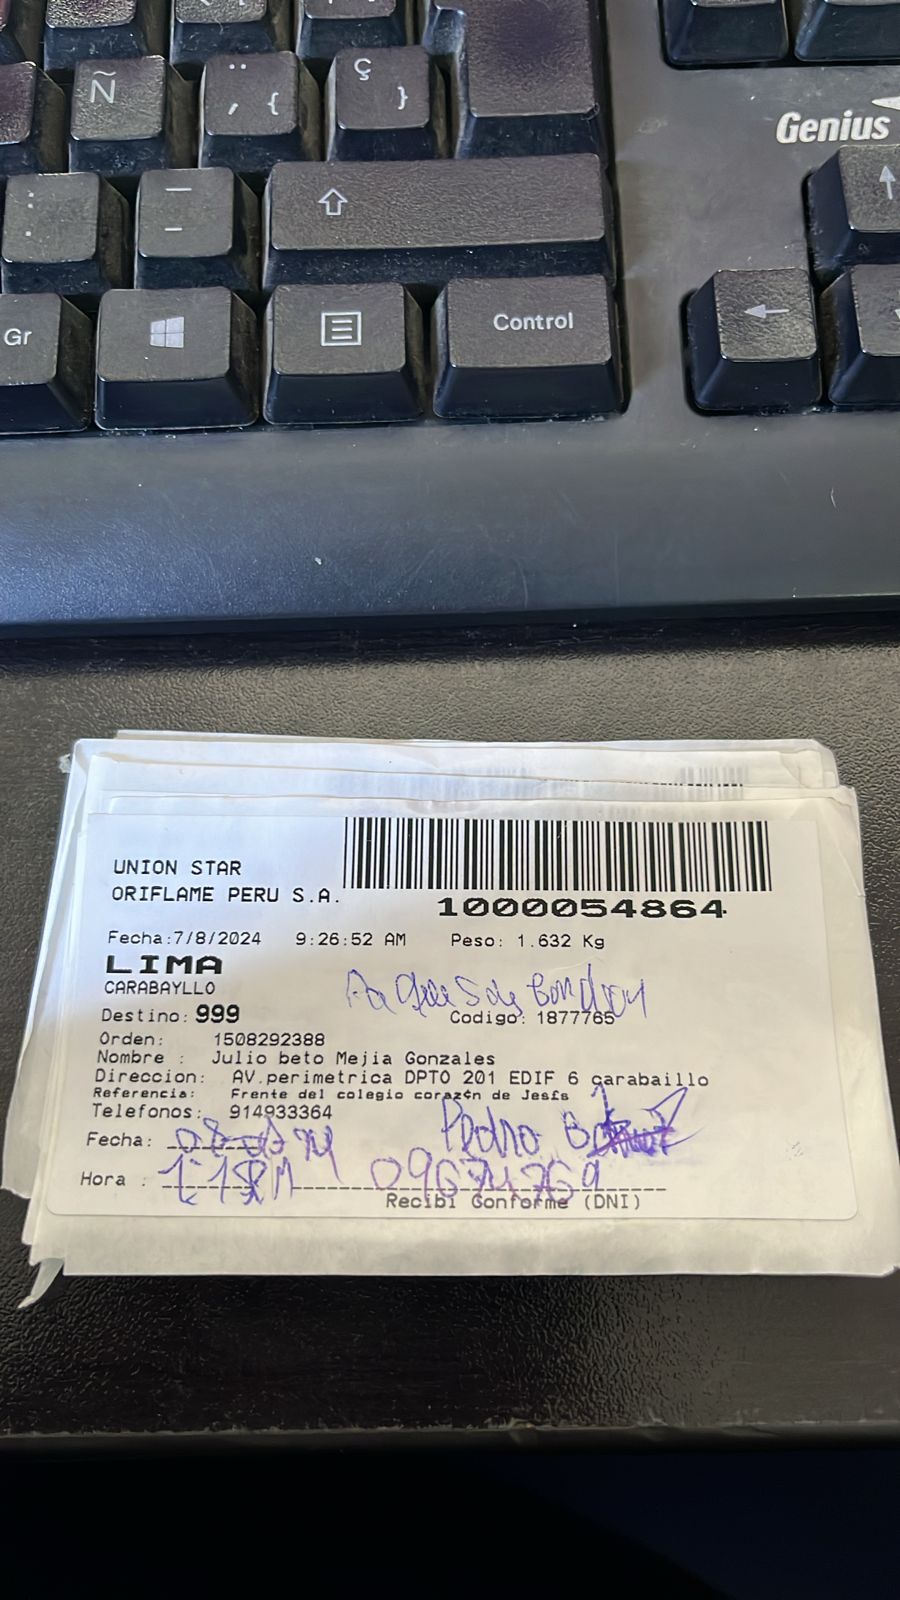 Ñ
¨
´ {
Ç
}
Genius
:
.
Gr
Control
UNION STAR
ORIFLAME PERU S.A.
1000054864
Fecha:7/8/2024 9:26:52 AM Peso: 1.632 Kg
LIMA
CARABAYLLO
Destino: 999 Codigo: 1877765
Orden: 1508292388
Nombre : Julio beto Mejia Gonzales
Direccion: AV.perimetrica DPTO 201 EDIF 6 carabaillo
Referencia: Frente del colegio coraz¢n de Jes£s
Telefonos: 914933364
Pedro
Fecha:
Hora :
Recibi Conforme (DNI)